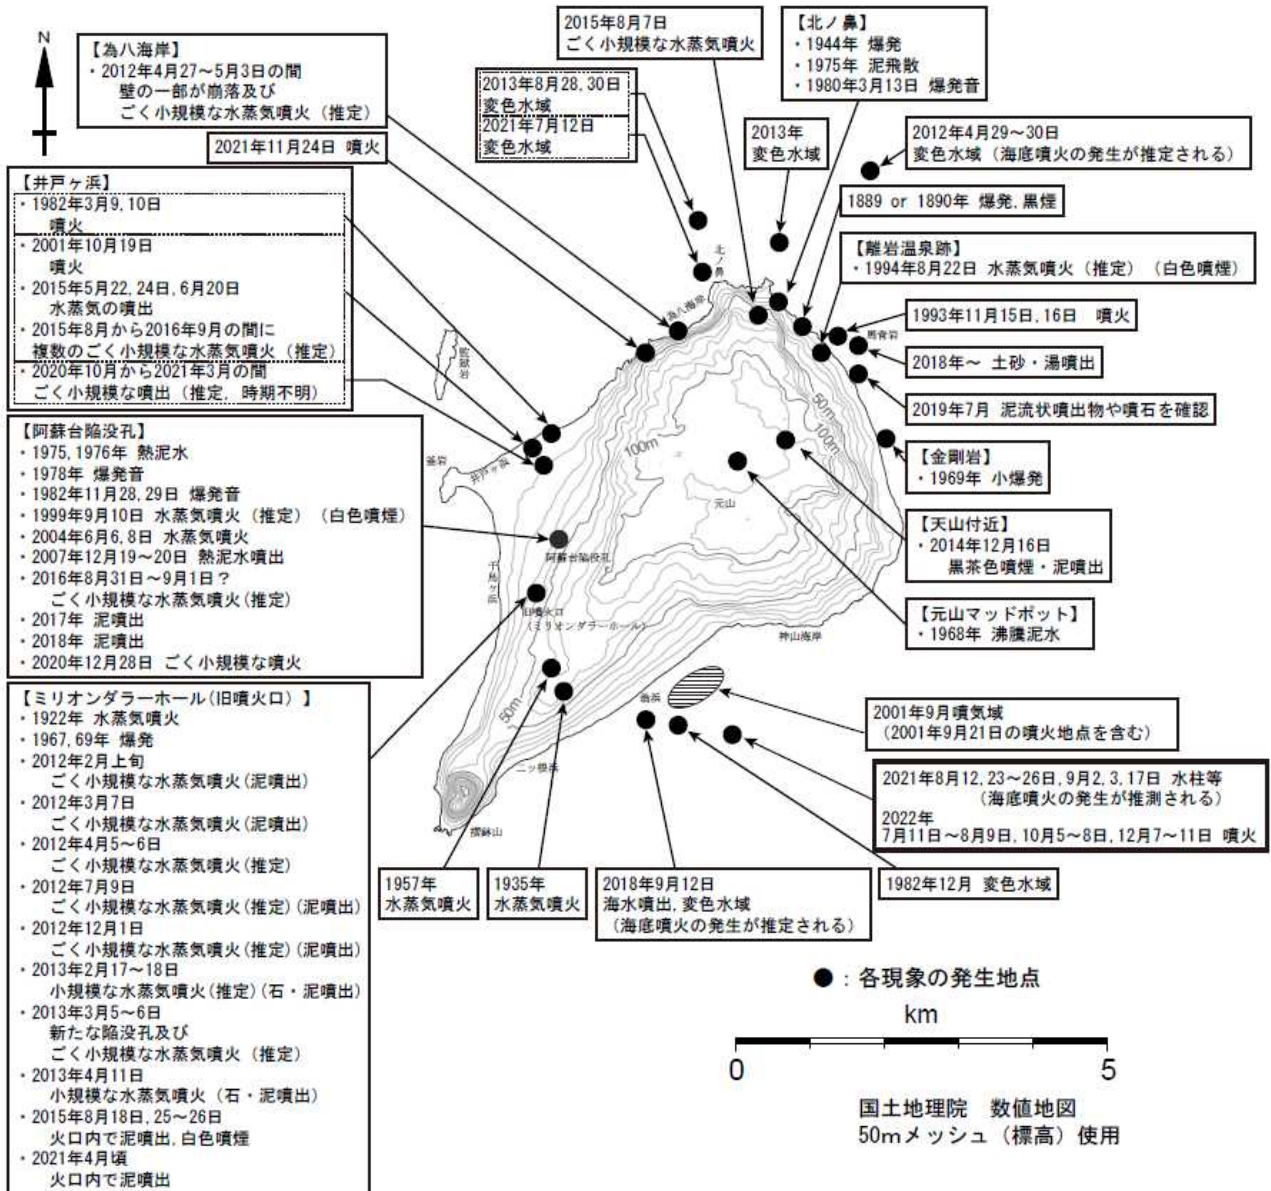 N
【為八海岸】
・2012年4月27～5月3日の間
壁の一部が崩落及び
ごく小規模な水蒸気噴火（推定）
2021年11月24日 噴火
2015年8月7日
ごく小規模な水蒸気噴火
【北ノ鼻】
・1944年 爆発
・1975年 泥飛散
・1980年3月13日 爆発音
2013年8月28,30日
変色水域
2021年7月12日
変色水域
2013年
変色水域
2012年4月29～30日
変色水域（海底噴火の発生が推定される）
1889 or 1890年 爆発,黒煙
【離岩温泉跡】
・1994年8月22日 水蒸気噴火（推定）（白色噴煙）
1993年11月15日,16日　噴火
2018年～ 土砂・湯噴出
2019年7月 泥流状噴出物や噴石を確認
【金剛岩】
・1969年 小爆発
【天山付近】
・2014年12月16日
黒茶色噴煙・泥噴出
【元山マッドポット】
・1968年 沸騰泥水
【井戸ヶ浜】
・1982年3月9,10日
噴火
・2001年10月19日
噴火
・2015年5月22,24日,6月20日
水蒸気の噴出
・2015年8月から2016年9月の間に
複数のごく小規模な水蒸気噴火（推定）
・2020年10月から2021年3月の間
ごく小規模な噴出（推定, 時期不明）
【阿蘇台陥没孔】
・1975,1976年 熱泥水
・1978年 爆発音
・1982年11月28,29日 爆発音
・1999年9月10日 水蒸気噴火（推定）（白色噴煙）
・2004年6月6,8日 水蒸気噴火
・2007年12月19～20日 熱泥水噴出
・2016年8月31日～9月1日？
ごく小規模な水蒸気噴火(推定)
・2017年 泥噴出
・2018年 泥噴出
・2020年12月28日 ごく小規模な噴火
【ミリオンダラーホール(旧噴火口)】
・1922年 水蒸気噴火
・1967,69年 爆発
・2012年2月上旬
ごく小規模な水蒸気噴火(泥噴出)
・2012年3月7日
ごく小規模な水蒸気噴火(泥噴出)
・2012年4月5～6日
ごく小規模な水蒸気噴火(推定)
・2012年7月9日
ごく小規模な水蒸気噴火(推定)(泥噴出)
・2012年12月1日
ごく小規模な水蒸気噴火(推定)(泥噴出)
・2013年2月17～18日
小規模な水蒸気噴火(推定)(石・泥噴出)
・2013年3月5～6日
新たな陥没孔及び
ごく小規模な水蒸気噴火（推定）
・2013年4月11日
小規模な水蒸気噴火（石・泥噴出）
・2015年8月18日,25～26日
火口内で泥噴出,白色噴煙
・2021年4月頃
火口内で泥噴出
北ノ鼻
為八海岸
監獄岩
釜岩
井戸ヶ浜
千鳥ヶ浜
阿蘇台陥没孔
旧噴火口
(ミリオンダラーホール)
元山
神山海岸
翁浜
二ッ根浜
摺鉢山
100m
50m
100m
50m
2001年9月噴気域
（2001年9月21日の噴火地点を含む）
2021年8月12,23～26日,9月2,3,17日 水柱等
（海底噴火の発生が推測される）
2022年
7月11日～8月9日,10月5～8日,12月7～11日 噴火
1957年
水蒸気噴火
1935年
水蒸気噴火
2018年9月12日
海水噴出,変色水域
（海底噴火の発生が推定される）
1982年12月 変色水域
●：各現象の発生地点
km
0 5
国土地理院　数値地図
50mメッシュ（標高）使用